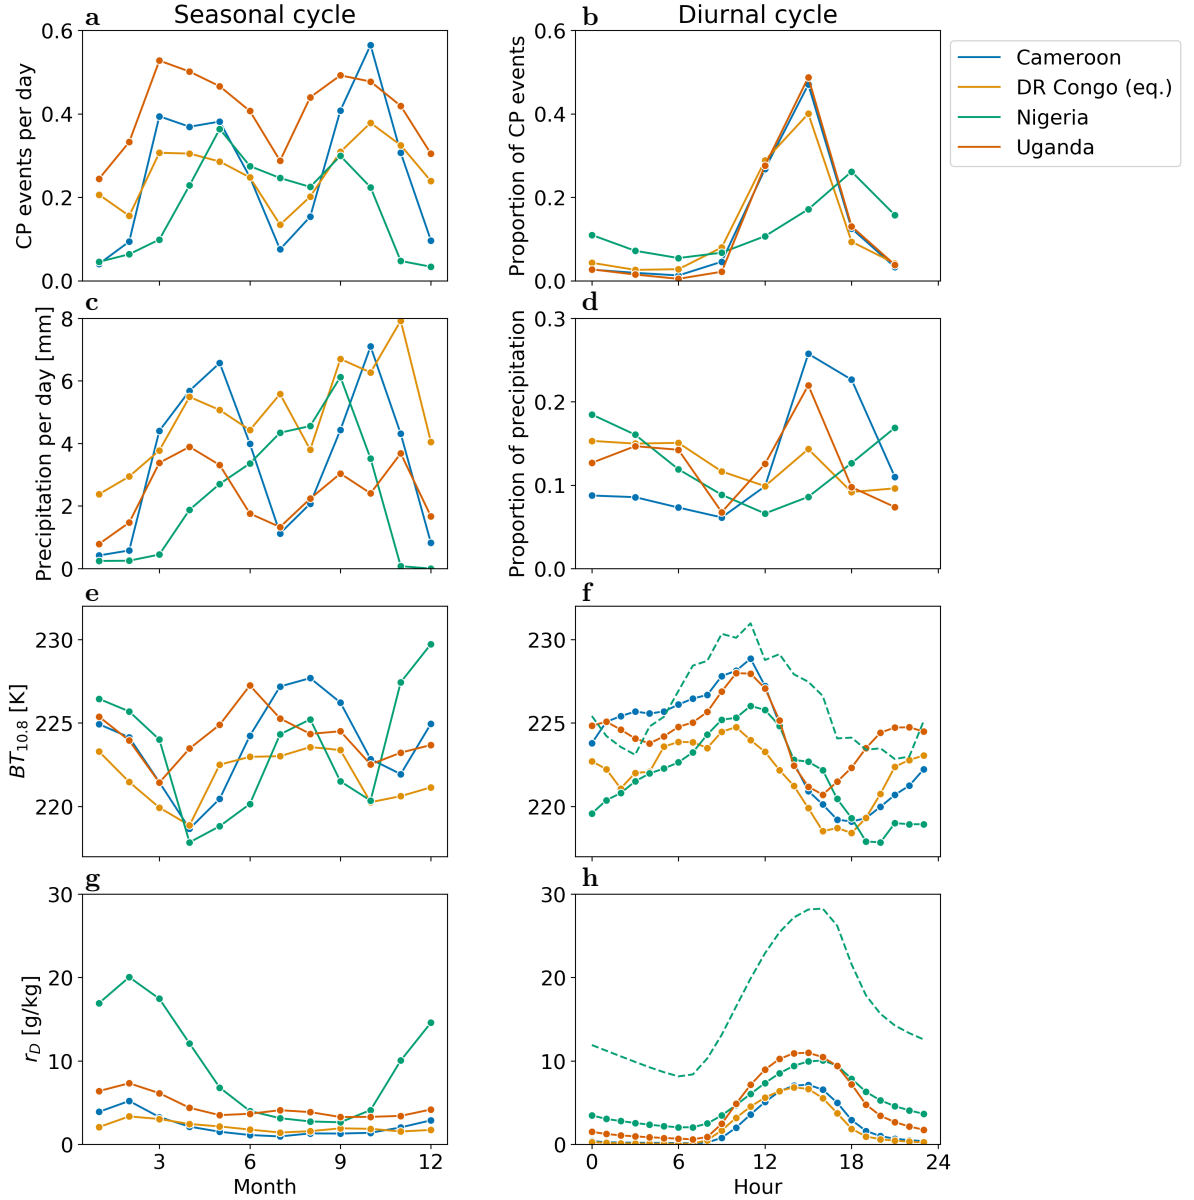 a Seasonal cycle
b Diurnal cycle
Cameroon
DR Congo (eq.)
Nigeria
Uganda
CP events per day
0.6
0.4
0.2
0.0
Proportion of CP events
0.6
0.4
0.2
0.0
c
d
Precipitation per day [mm]
8
6
4
2
0
Proportion of precipitation
0.3
0.2
0.1
0.0
e
f
BT10.8 [K]
230
225
220
230
225
220
g
h
rD [g/kg]
30
20
10
0
30
20
10
0
3 6 9 12
0 6 12 18 24
Month
Hour